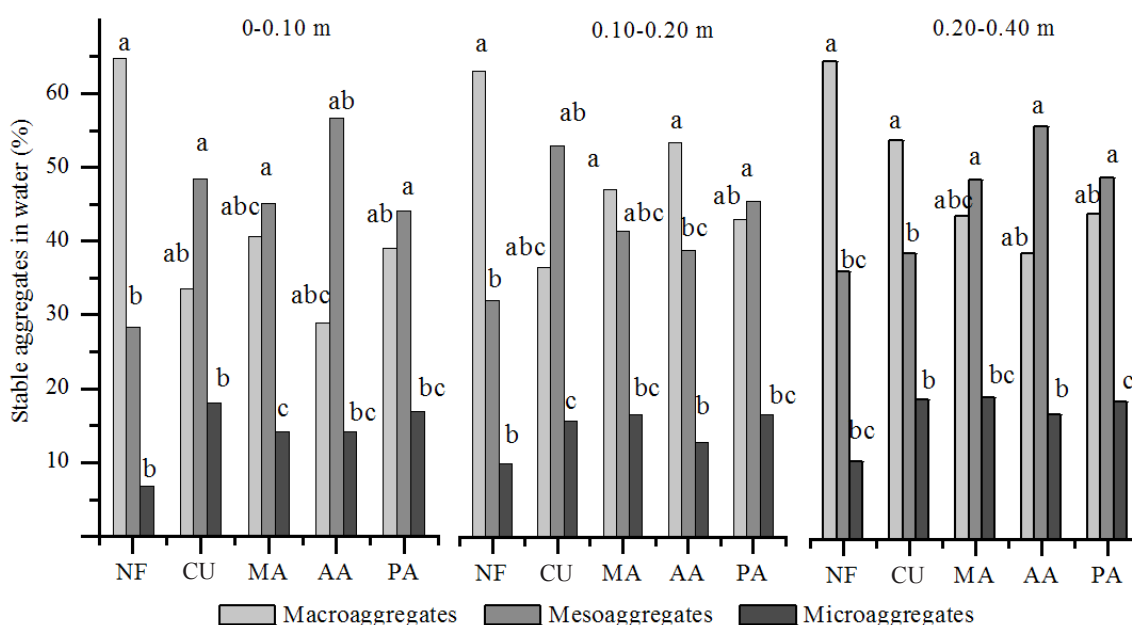 0-0.10 m
0.10-0.20 m
0.20-0.40 m
Stable aggregates in water (%)
60
50
40
30
20
10
a
b
b
ab
a
b
abc
a
c
abc
ab
bc
ab
a
bc
a
b
b
abc
ab
c
a
abc
bc
a
bc
b
ab
a
bc
a
bc
bc
a
b
b
abc
a
bc
ab
a
b
ab
a
c
NF CU MA AA PA
NF CU MA AA PA
NF CU MA AA PA
Macroaggregates Mesoaggregates Microaggregates